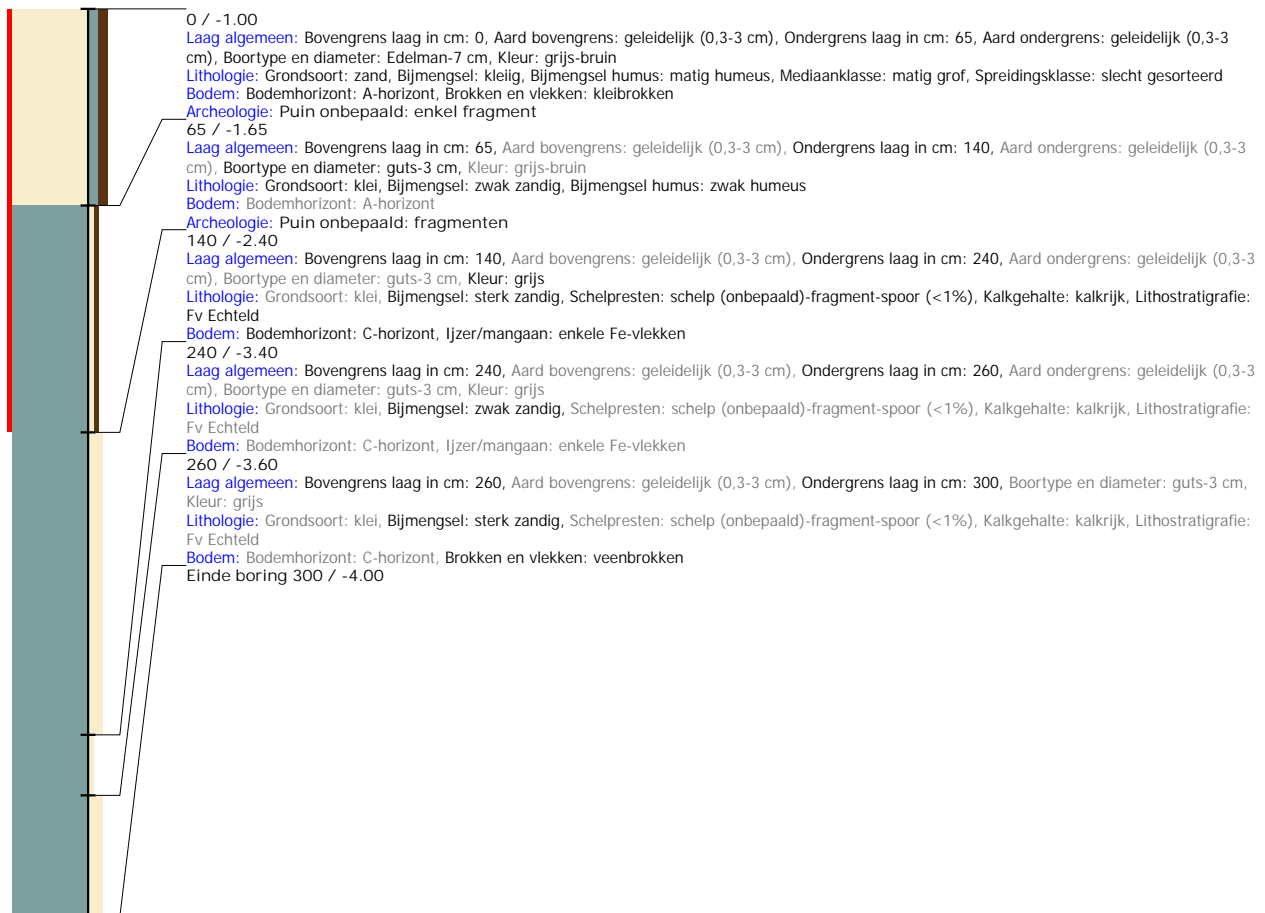 0 / -1.00
Laag algemeen: Bovengrens laag in cm: 0, Aard bovengrens: geleidelijk (0,3-3 cm), Ondergrens laag in cm: 65, Aard ondergrens: geleidelijk (0,3-3
cm), Boortype en diameter: Edelman-7 cm, Kleur: grijs-bruin
Lithologie: Grondsoort: zand, Bijmengsel: kleiig, Bijmengsel humus: matig humeus, Mediaanklasse: matig grof, Spreidingsklasse: slecht gesorteerd
Bodem: Bodemhorizont: A-horizont, Brokken en vlekken: kleibrokken
Archeologie: Puin onbepaald: enkel fragment
65 / -1.65
Laag algemeen: Bovengrens laag in cm: 65, Aard bovengrens: geleidelijk (0,3-3 cm), Ondergrens laag in cm: 140, Aard ondergrens: geleidelijk (0,3-3
cm), Boortype en diameter: guts-3 cm, Kleur: grijs-bruin
Lithologie: Grondsoort: klei, Bijmengsel: zwak zandig, Bijmengsel humus: zwak humeus
Bodem: Bodemhorizont: A-horizont
Archeologie: Puin onbepaald: fragmenten
140 / -2.40
Laag algemeen: Bovengrens laag in cm: 140, Aard bovengrens: geleidelijk (0,3-3 cm), Ondergrens laag in cm: 240, Aard ondergrens: geleidelijk (0,3-3
cm), Boortype en diameter: guts-3 cm, Kleur: grijs
Lithologie: Grondsoort: klei, Bijmengsel: sterk zandig, Schelpresten: schelp (onbepaald)-fragment-spoor (<1%), Kalkgehalte: kalkrijk, Lithostratigrafie:
Fv Echteld
Bodem: Bodemhorizont: C-horizont, Ijzer/mangaan: enkele Fe-vlekken
240 / -3.40
Laag algemeen: Bovengrens laag in cm: 240, Aard bovengrens: geleidelijk (0,3-3 cm), Ondergrens laag in cm: 260, Aard ondergrens: geleidelijk (0,3-3
cm), Boortype en diameter: guts-3 cm, Kleur: grijs
Lithologie: Grondsoort: klei, Bijmengsel: zwak zandig, Schelpresten: schelp (onbepaald)-fragment-spoor (<1%), Kalkgehalte: kalkrijk, Lithostratigrafie:
Fv Echteld
Bodem: Bodemhorizont: C-horizont, Ijzer/mangaan: enkele Fe-vlekken
260 / -3.60
Laag algemeen: Bovengrens laag in cm: 260, Aard bovengrens: geleidelijk (0,3-3 cm), Ondergrens laag in cm: 300, Boortype en diameter: guts-3 cm,
Kleur: grijs
Lithologie: Grondsoort: klei, Bijmengsel: sterk zandig, Schelpresten: schelp (onbepaald)-fragment-spoor (<1%), Kalkgehalte: kalkrijk, Lithostratigrafie:
Fv Echteld
Bodem: Bodemhorizont: C-horizont, Brokken en vlekken: veenbrokken
Einde boring 300 / -4.00